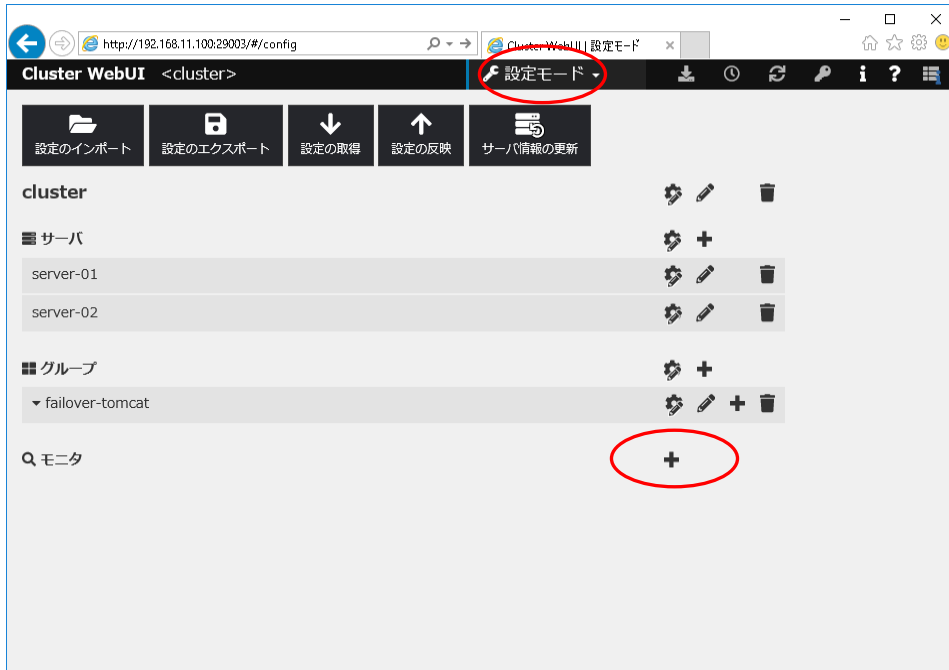 http://192.168.11.100:29003/#/config
Cluster WebUI | 設定モード
Cluster WebUI <cluster>
設定モード
設定のインポート
設定のエクスポート
設定の取得
設定の反映
サーバ情報の更新
cluster
サーバ
server-01
server-02
グループ
failover-tomcat
モニタ